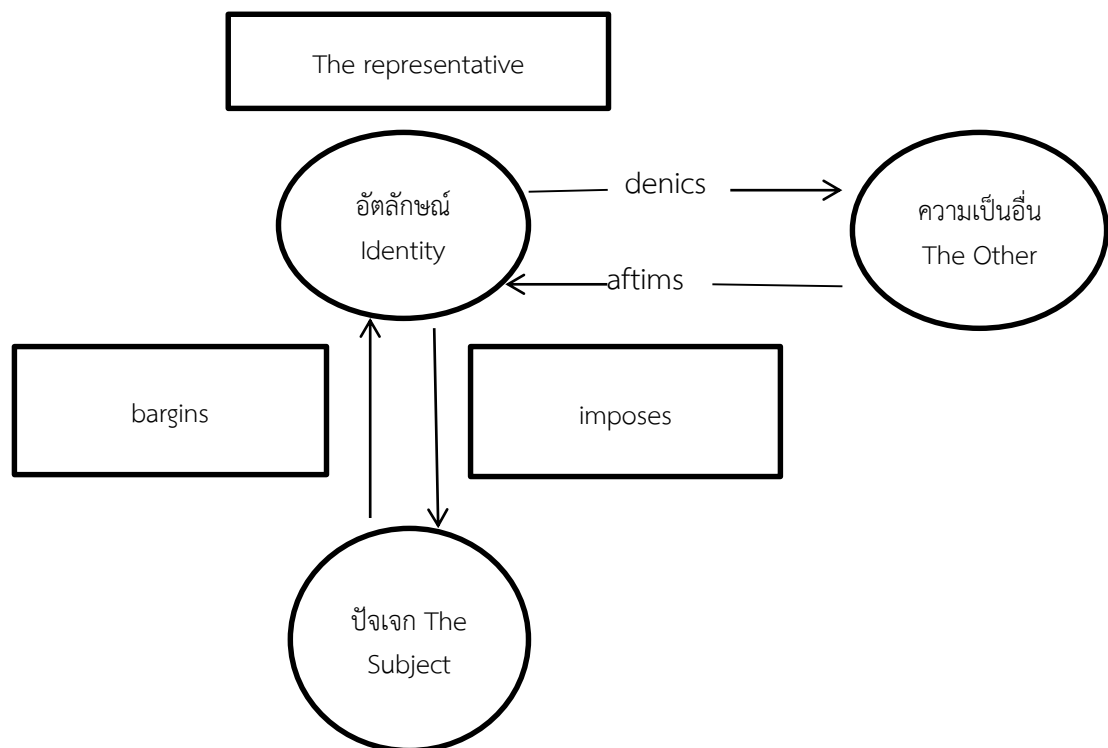 The representative
อัตลักษณ์
Identity
denics
ความเป็นอื่น
The Other
aftims
bargins
imposes
ปัจเจก The
Subject